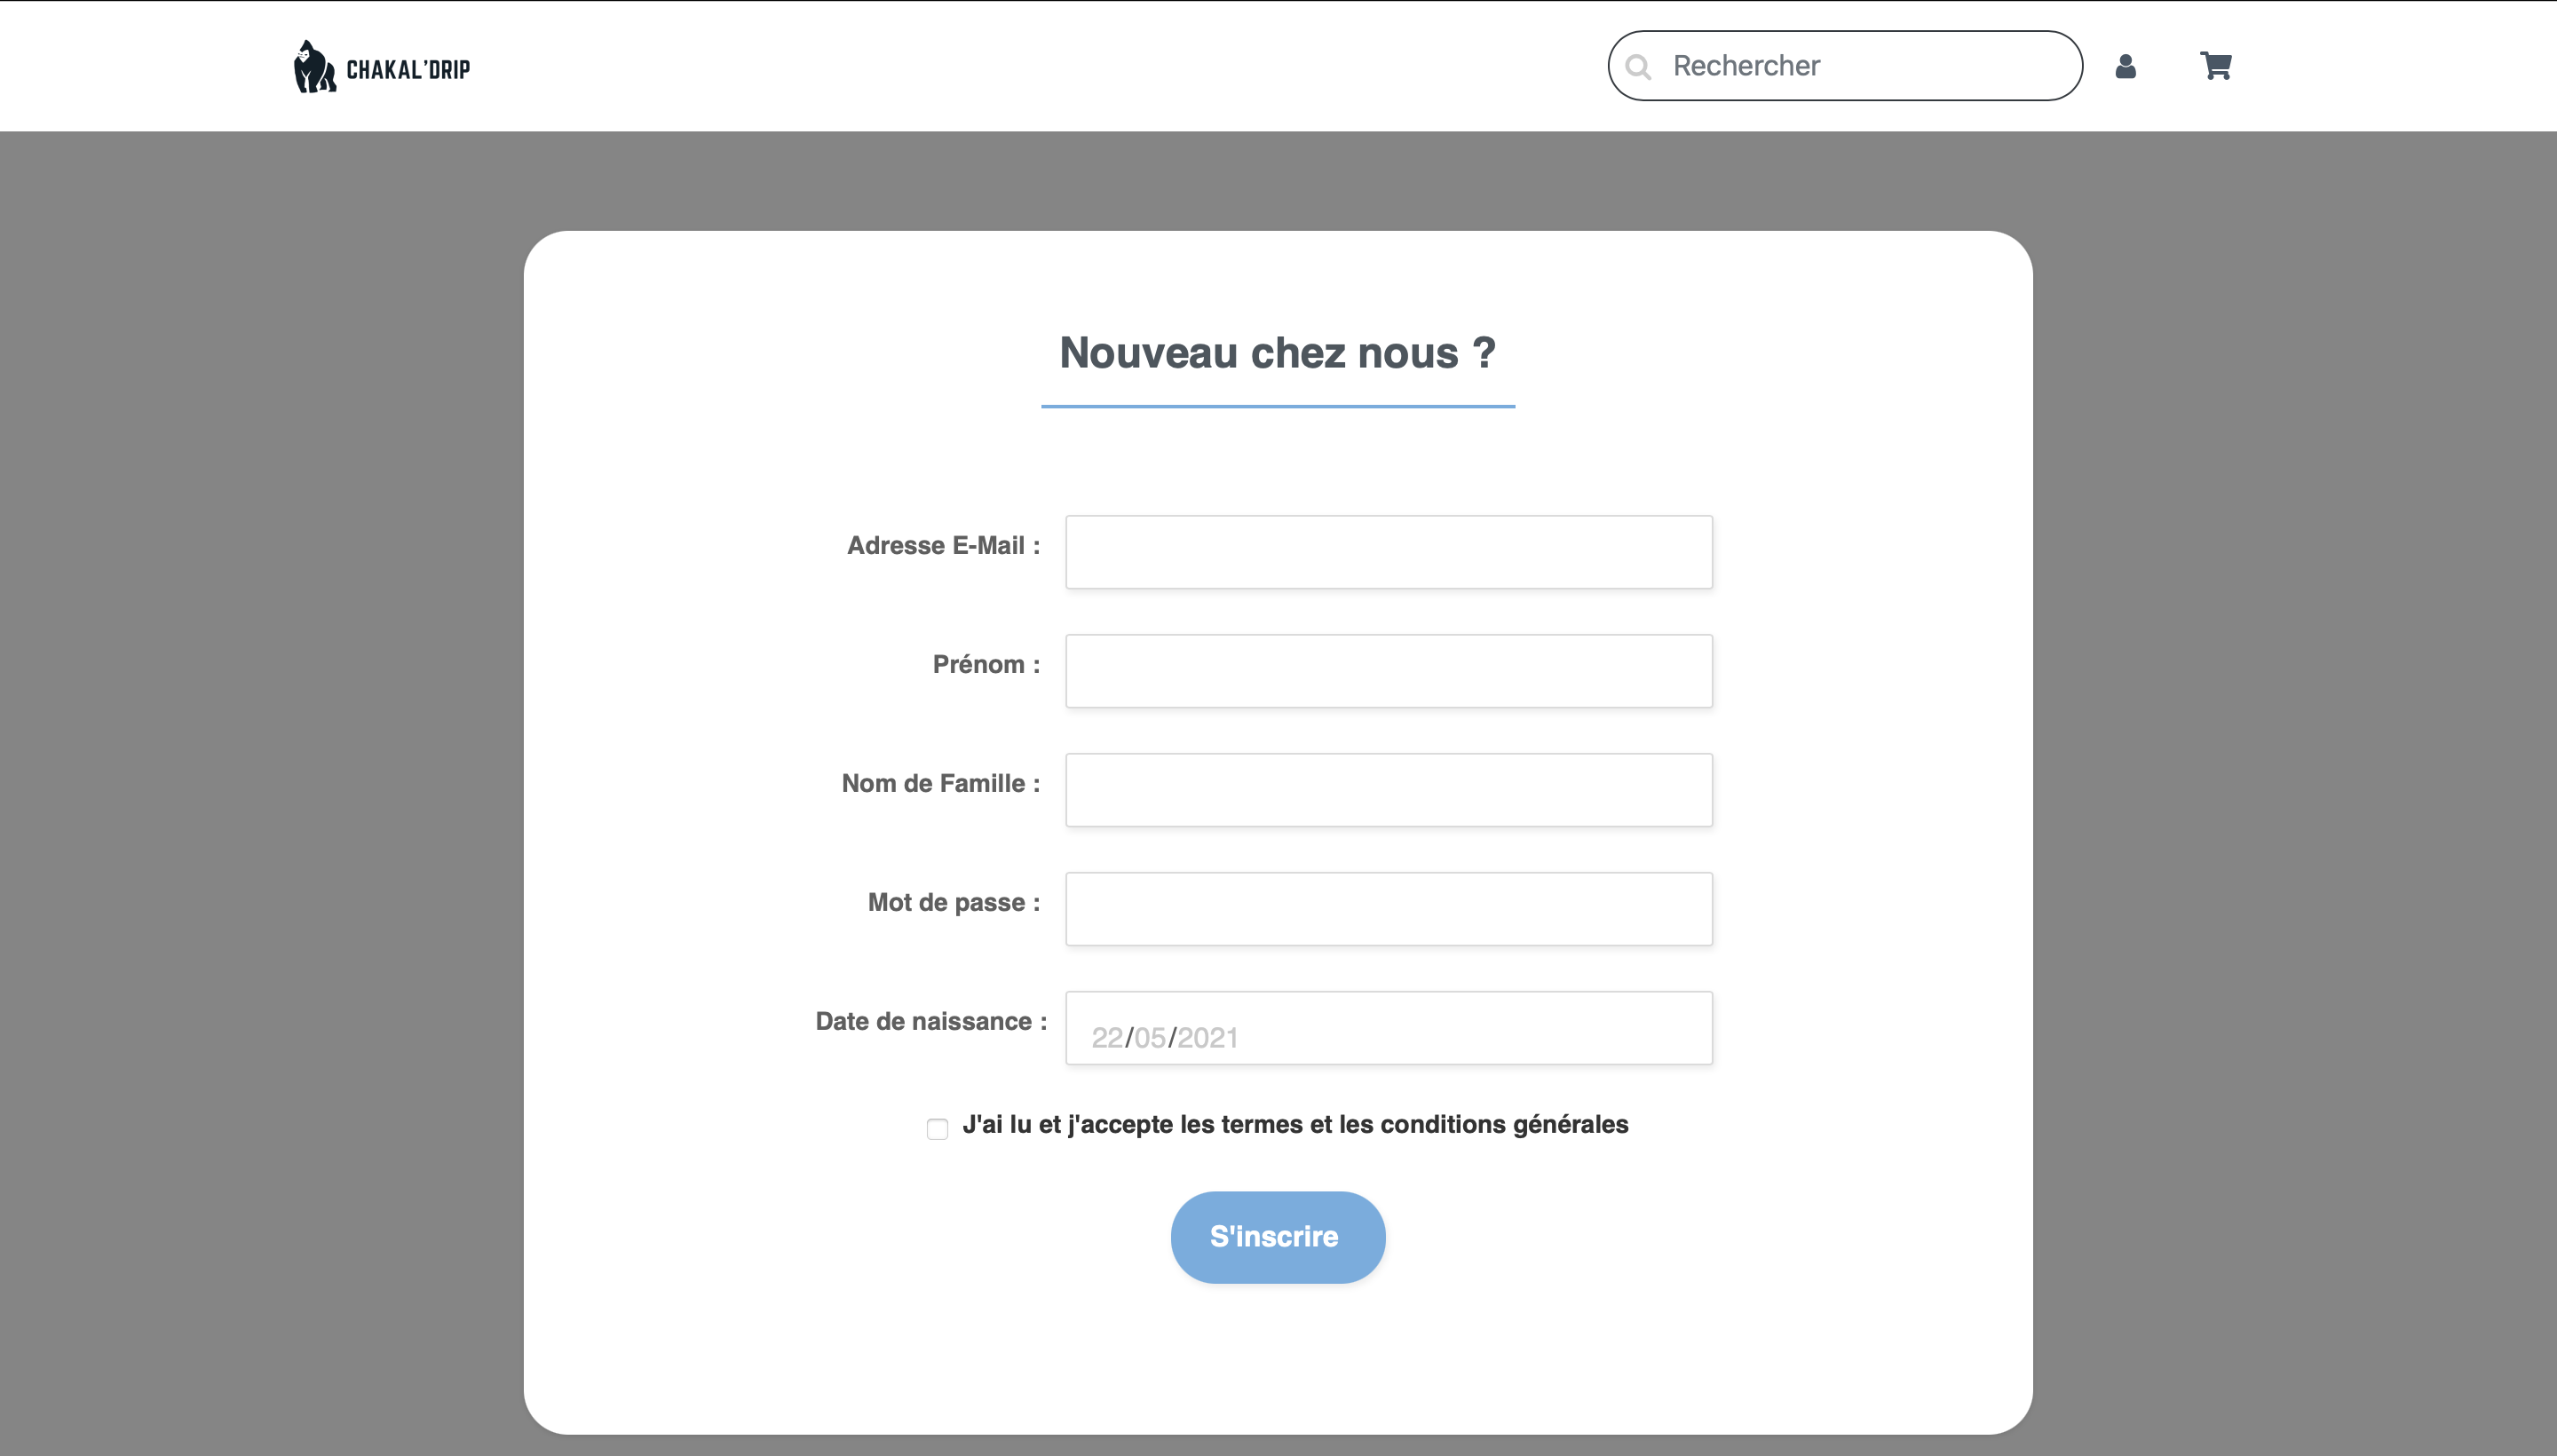 CHAKAL'DRIP
Rechercher
Nouveau chez nous ?
Adresse E-Mail :
Prénom :
Nom de Famille :
Mot de passe :
Date de naissance :
22/05/2021
J'ai lu et j'accepte les termes et les conditions générales
S'inscrire